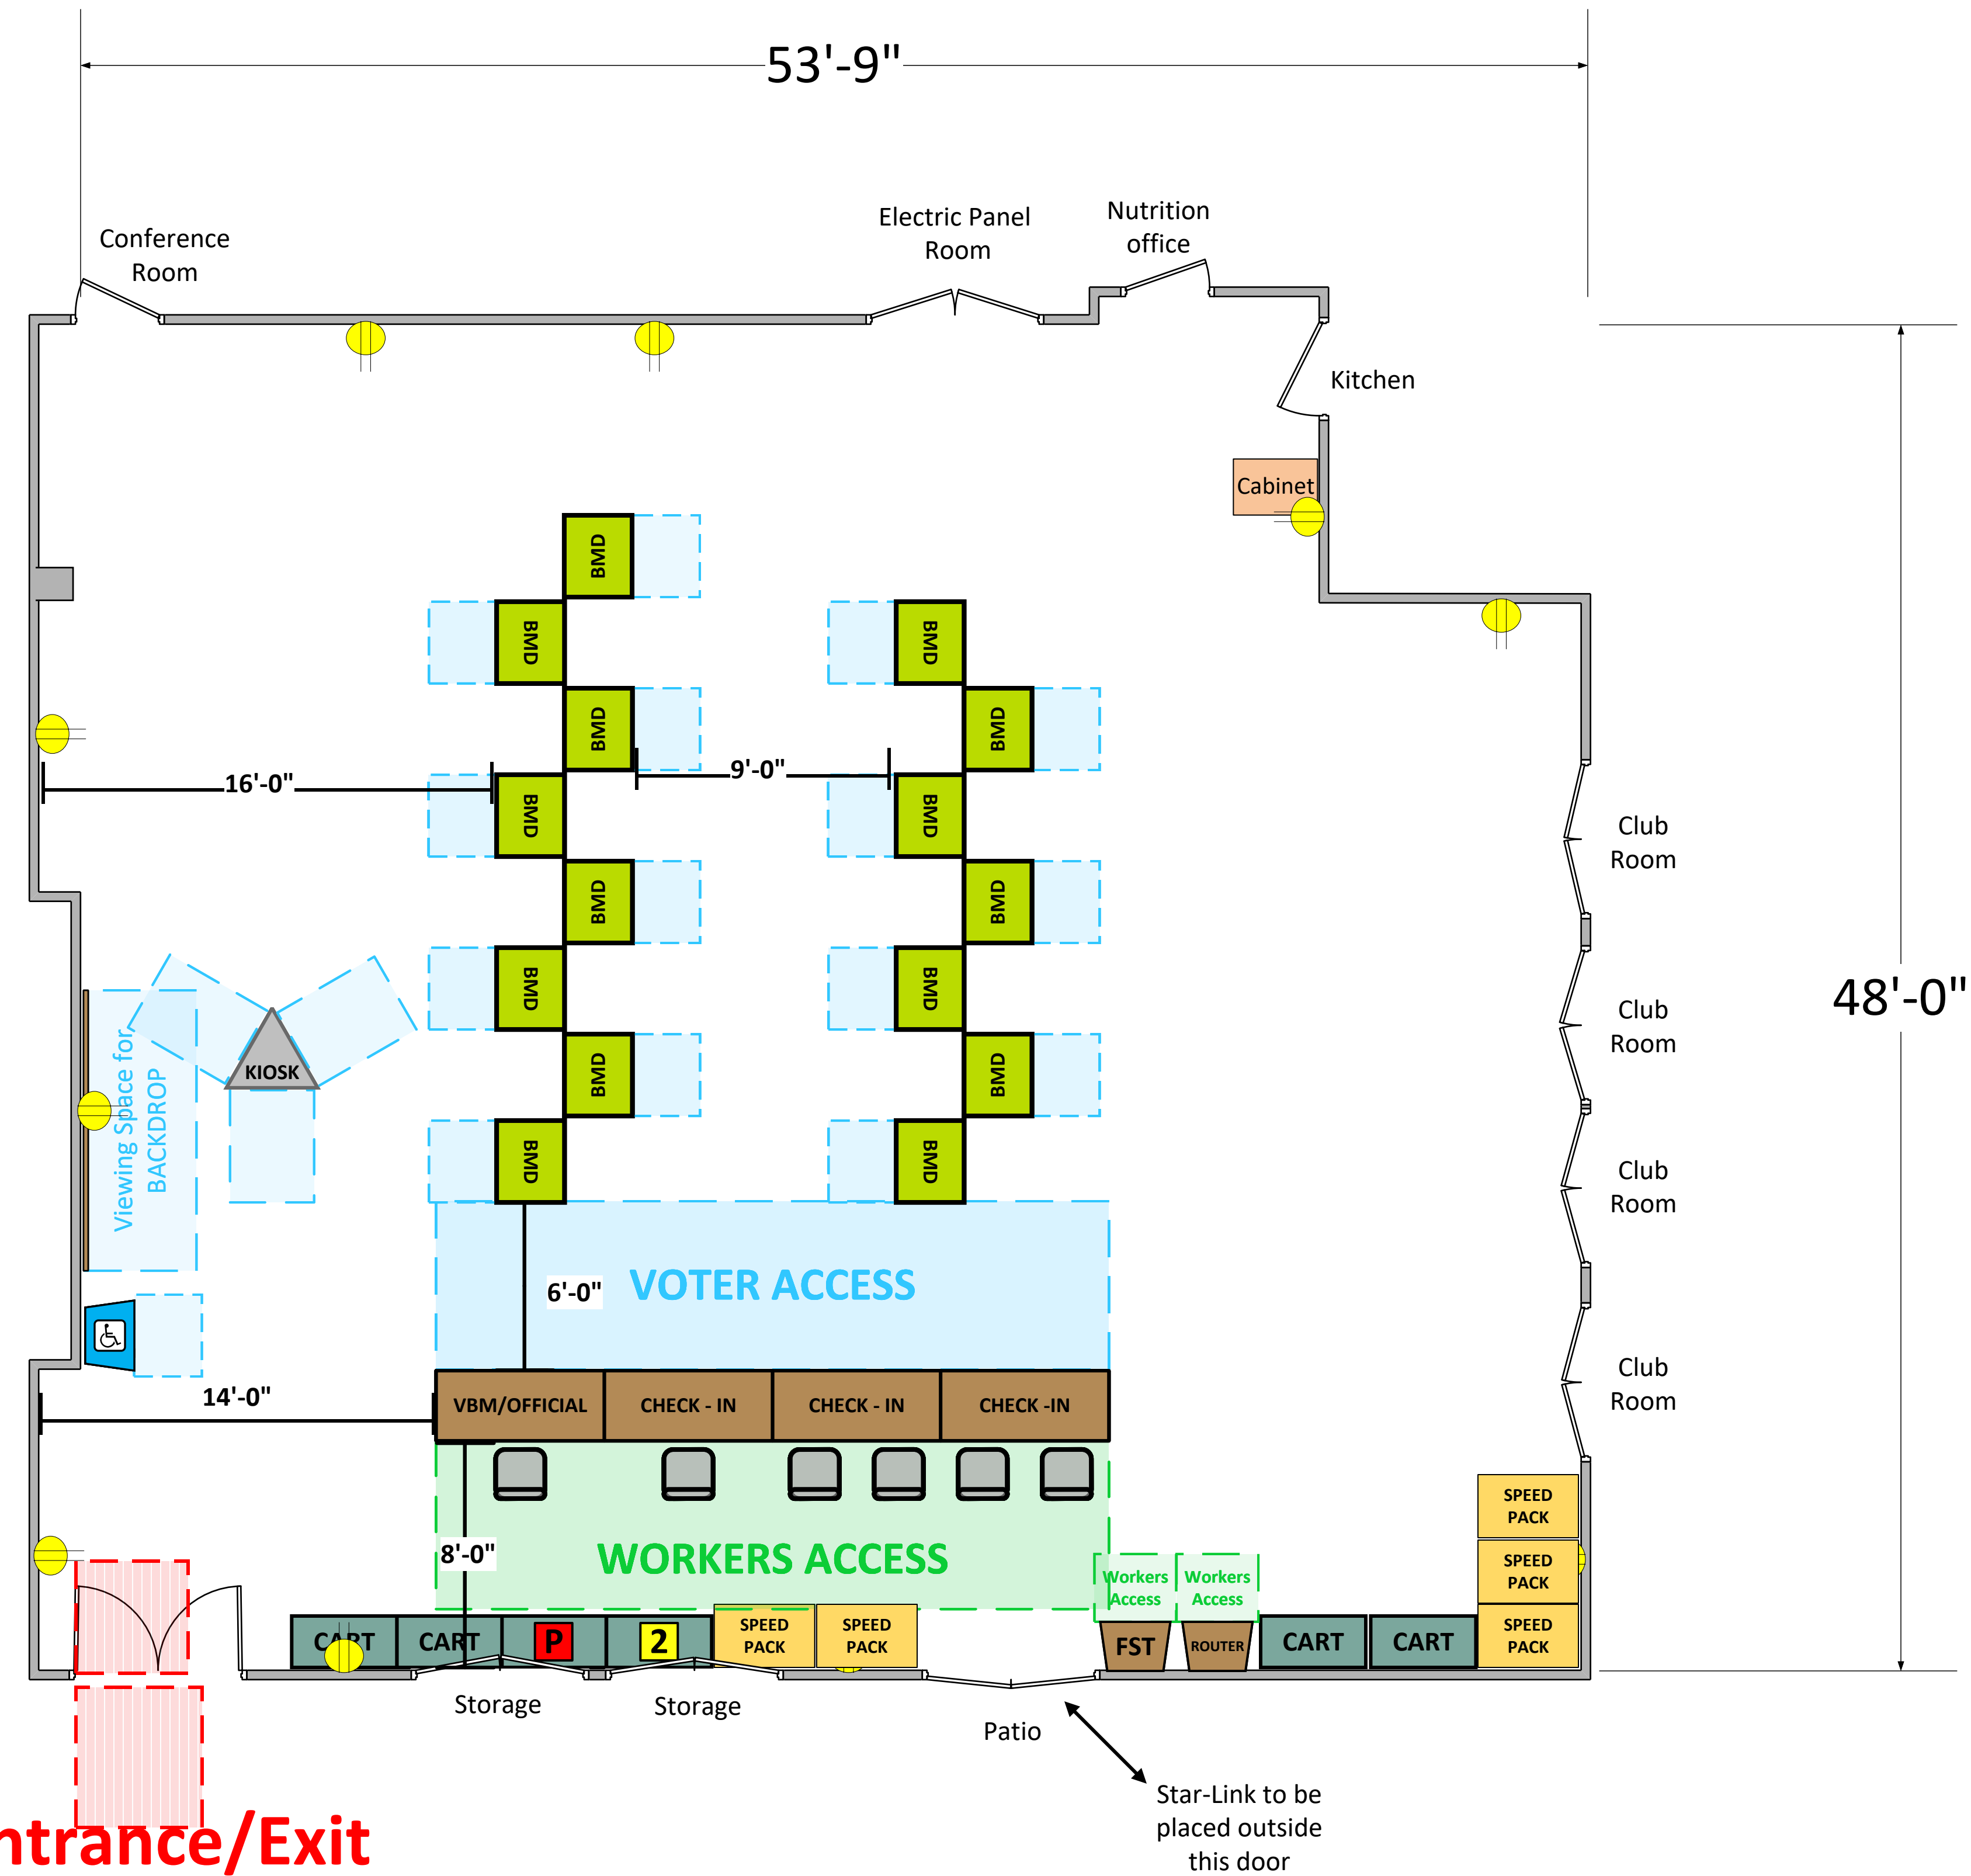 53'-9"
Conference
Room
Electric Panel
Room
Nutrition
office
Kitchen
Cabinet
BMD
BMD
BMD
BMD
BMD
16'-0"
9'-0"
BMD
BMD
BMD
BMD
BMD
BMD
BMD
BMD
BMD
BMD
Club
Room
Club
Room
Club
Room
Club
Room
48'-0"
KIOSK
Viewing Space for
BACKDROP
6'-0"
VOTER ACCESS
14'-0"
VBM/OFFICIAL
CHECK - IN
CHECK - IN
CHECK -IN
8'-0"
WORKERS ACCESS
Workers
Access
Workers
Access
SPEED
PACK
SPEED
PACK
SPEED
PACK
CART
CART
P
2
SPEED
PACK
SPEED
PACK
FST
ROUTER
CART
CART
Storage
Storage
Patio
Star-Link to be
placed outside
this door
ntrance/Exit